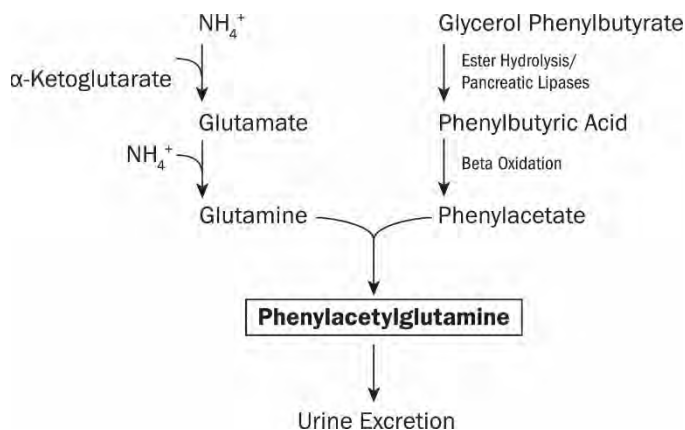 NH₄⁺
Glycerol Phenylbutyrate
α-Ketoglutarate
Ester Hydrolysis/
Pancreatic Lipases
Glutamate
Phenylbutyric Acid
NH₄⁺
Beta Oxidation
Glutamine
Phenylacetate
Phenylacetylglutamine
Urine Excretion